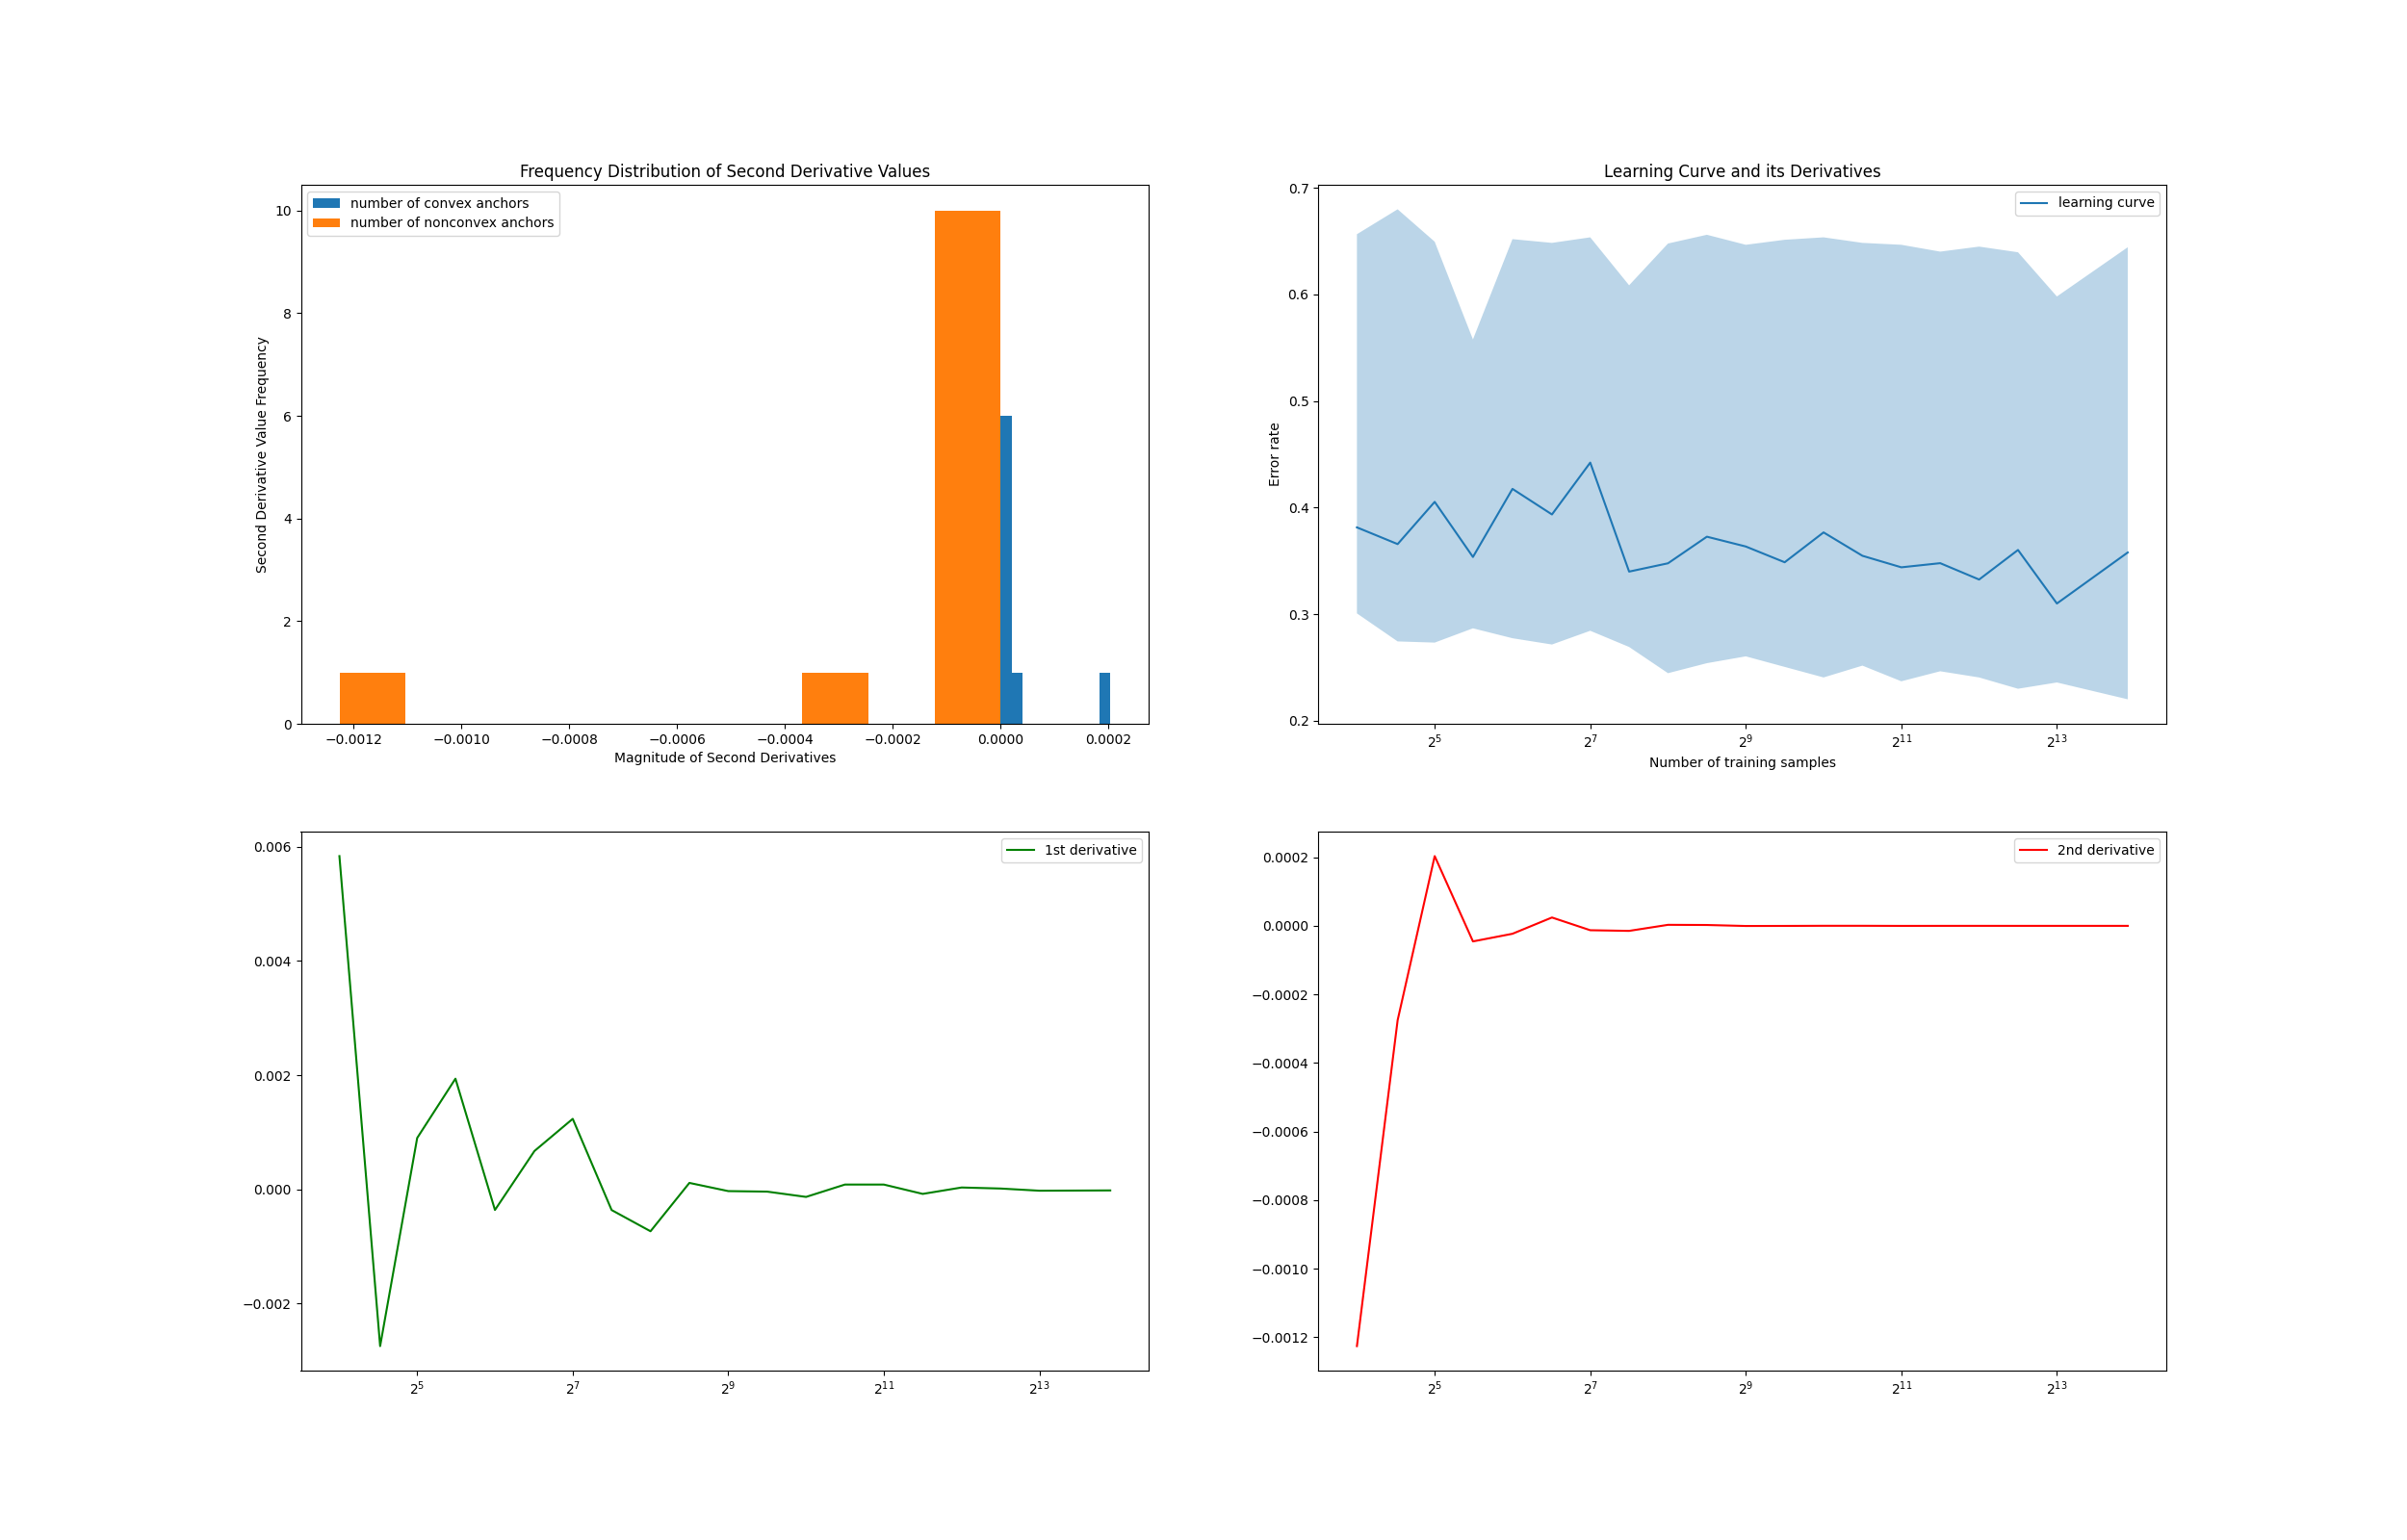 Frequency Distribution of Second Derivative Values
number of convex anchors
number of nonconvex anchors
10
8
6
4
2
0
Second Derivative Value Frequency
−0.0012 −0.0010 −0.0008 −0.0006 −0.0004 −0.0002 0.0000 0.0002
Magnitude of Second Derivatives
Learning Curve and its Derivatives
learning curve
0.7
0.6
0.5
0.4
0.3
0.2
Error rate
2^5 2^7 2^9 2^11 2^13
Number of training samples
1st derivative
0.006
0.004
0.002
0.000
−0.002
2^5 2^7 2^9 2^11 2^13
2nd derivative
0.0002
0.0000
−0.0002
−0.0004
−0.0006
−0.0008
−0.0010
−0.0012
2^5 2^7 2^9 2^11 2^13